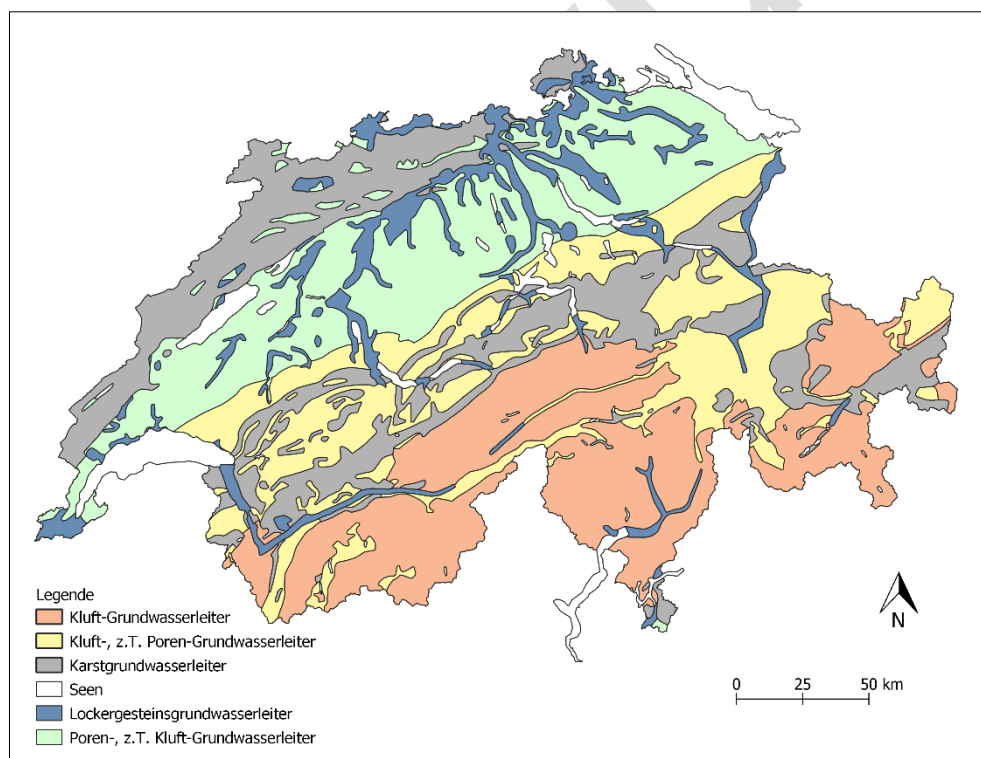 Legende
Kluft-Grundwasserleiter
Kluft-, z.T. Poren-Grundwasserleiter
Karstgrundwasserleiter
Seen
Lockergesteinsgrundwasserleiter
Poren-, z.T. Kluft-Grundwasserleiter
N
0 25 50 km